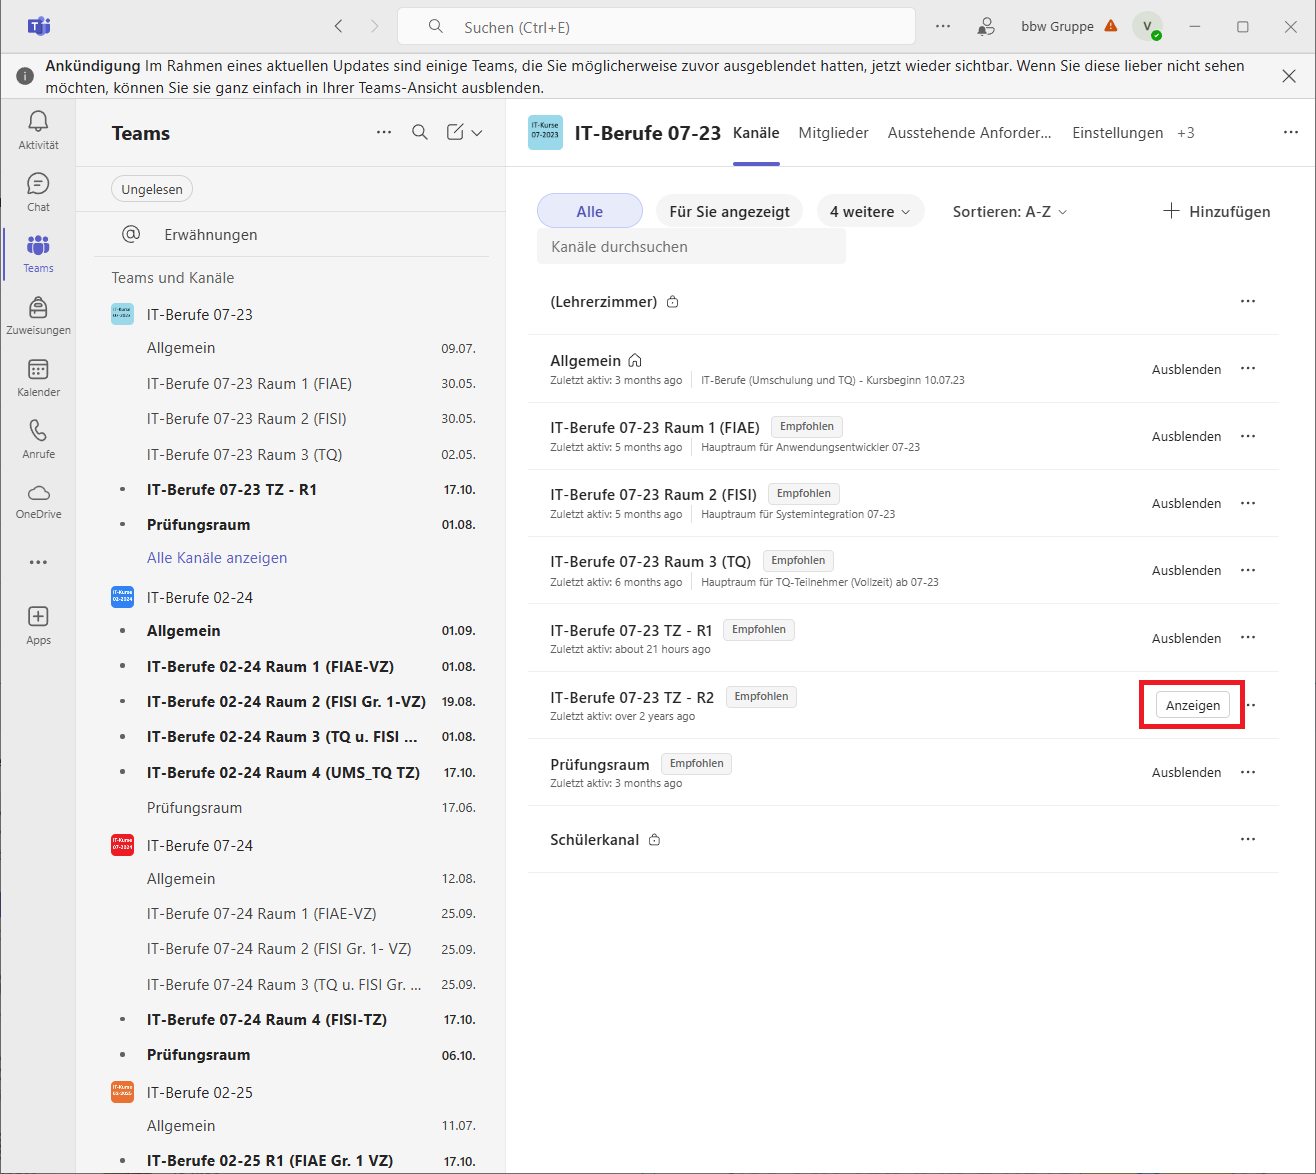 Suchen (Ctrl+E)
bbw Gruppe
V
Ankündigung Im Rahmen eines aktuellen Updates sind einige Teams, die Sie möglicherweise zuvor ausgeblendet hatten, jetzt wieder sichtbar. Wenn Sie diese lieber nicht sehen
möchten, können Sie sie ganz einfach in Ihrer Teams-Ansicht ausblenden.
Aktivität
Chat
Teams
Zuweisungen
Kalender
Anrufe
OneDrive
Apps
Teams
Ungelesen
@ Erwähnungen
Teams und Kanäle
IT-Berufe 07-23
Allgemein 09.07.
IT-Berufe 07-23 Raum 1 (FIAE) 30.05.
IT-Berufe 07-23 Raum 2 (FISI) 30.05.
IT-Berufe 07-23 Raum 3 (TQ) 02.05.
• IT-Berufe 07-23 TZ - R1 17.10.
• Prüfungsraum 01.08.
Alle Kanäle anzeigen
IT-Kurse
02-2024
IT-Berufe 02-24
• Allgemein 01.09.
• IT-Berufe 02-24 Raum 1 (FIAE-VZ) 01.08.
• IT-Berufe 02-24 Raum 2 (FISI Gr. 1-VZ) 19.08.
• IT-Berufe 02-24 Raum 3 (TQ u. FISI ... 01.08.
• IT-Berufe 02-24 Raum 4 (UMS_TQ TZ) 17.10.
Prüfungsraum 17.06.
IT-Kurse
07-2024
IT-Berufe 07-24
Allgemein 12.08.
IT-Berufe 07-24 Raum 1 (FIAE-VZ) 25.09.
IT-Berufe 07-24 Raum 2 (FISI Gr. 1- VZ) 25.09.
IT-Berufe 07-24 Raum 3 (TQ u. FISI Gr. ... 25.09.
• IT-Berufe 07-24 Raum 4 (FISI-TZ) 17.10.
• Prüfungsraum 06.10.
IT-Kurse
02-2025
IT-Berufe 02-25
Allgemein 11.07.
• IT-Berufe 02-25 R1 (FIAE Gr. 1 VZ) 17.10.
IT-Kurse
07-2023
IT-Berufe 07-23 Kanäle Mitglieder Ausstehende Anforder... Einstellungen +3
Alle Für Sie angezeigt 4 weitere Sortieren: A-Z Hinzufügen
Kanäle durchsuchen
(Lehrerzimmer)
Allgemein
Zuletzt aktiv: 3 months ago | IT-Berufe (Umschulung und TQ) - Kursbeginn 10.07.23
Ausblenden
IT-Berufe 07-23 Raum 1 (FIAE) Empfohlen
Zuletzt aktiv: 5 months ago | Hauptraum für Anwendungsentwickler 07-23
Ausblenden
IT-Berufe 07-23 Raum 2 (FISI) Empfohlen
Zuletzt aktiv: 5 months ago | Hauptraum für Systemintegration 07-23
Ausblenden
IT-Berufe 07-23 Raum 3 (TQ) Empfohlen
Zuletzt aktiv: 6 months ago | Hauptraum für TQ-Teilnehmer (Vollzeit) ab 07-23
Ausblenden
IT-Berufe 07-23 TZ - R1 Empfohlen
Zuletzt aktiv: about 21 hours ago
Ausblenden
IT-Berufe 07-23 TZ - R2 Empfohlen
Zuletzt aktiv: over 2 years ago
Anzeigen
Prüfungsraum Empfohlen
Zuletzt aktiv: 3 months ago
Ausblenden
Schülerkanal